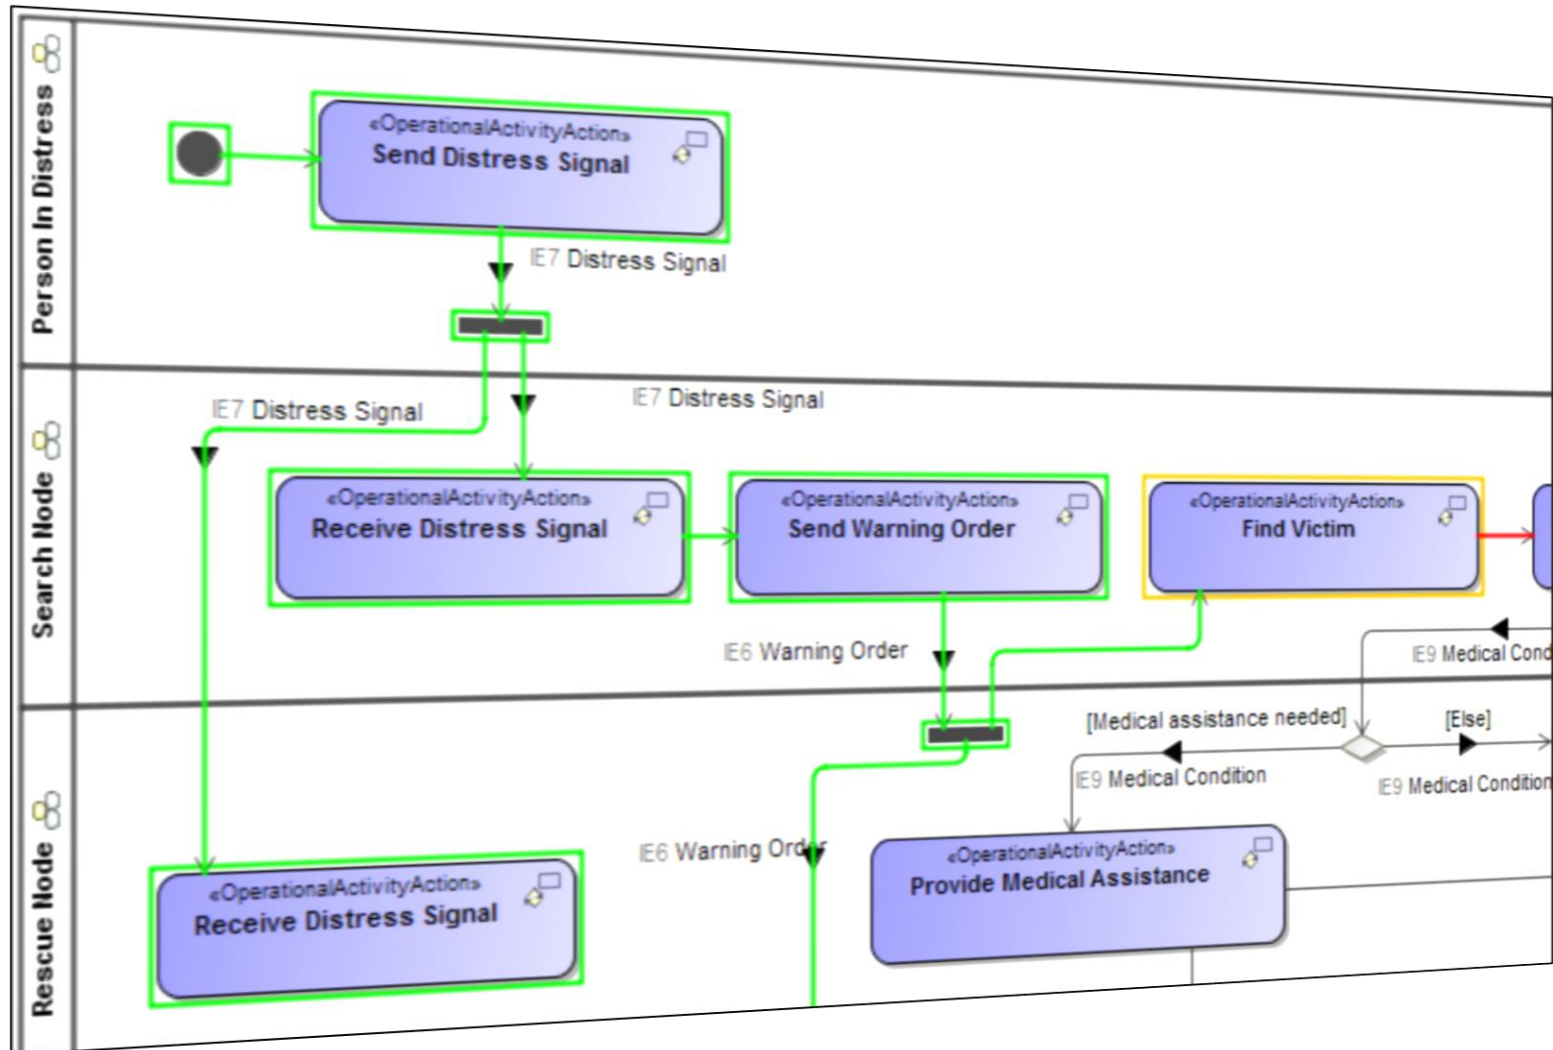 Person In Distress
«OperationalActivityAction»
Send Distress Signal
IE7 Distress Signal
Search Node
IE7 Distress Signal
IE7 Distress Signal
«OperationalActivityAction»
Receive Distress Signal
«OperationalActivityAction»
Send Warning Order
«OperationalActivityAction»
Find Victim
IE6 Warning Order
IE9 Medical Cond
Rescue Node
[Medical assistance needed]
[Else]
IE9 Medical Condition
IE9 Medical Condition
IE6 Warning Order
«OperationalActivityAction»
Provide Medical Assistance
«OperationalActivityAction»
Receive Distress Signal